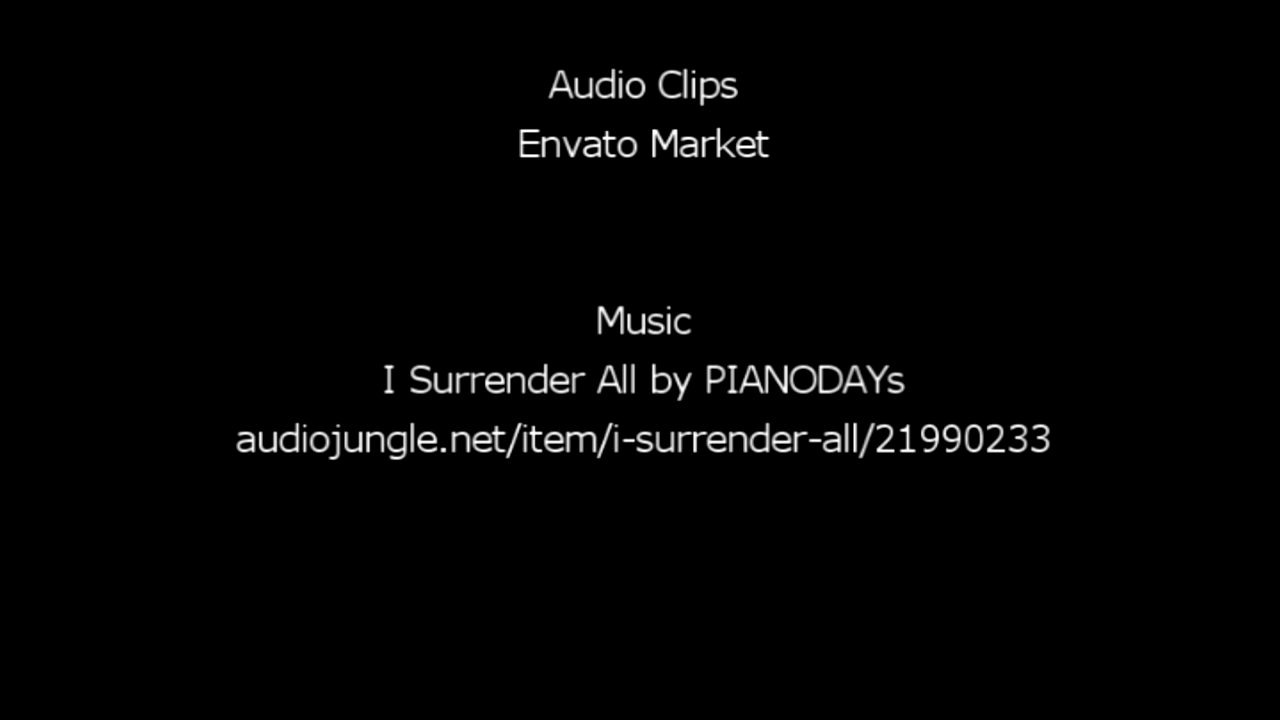 Audio Clips
Envato Market
Music
I Surrender All by PIANODAYs
audiojungle.net/item/i-surrender-all/21990233